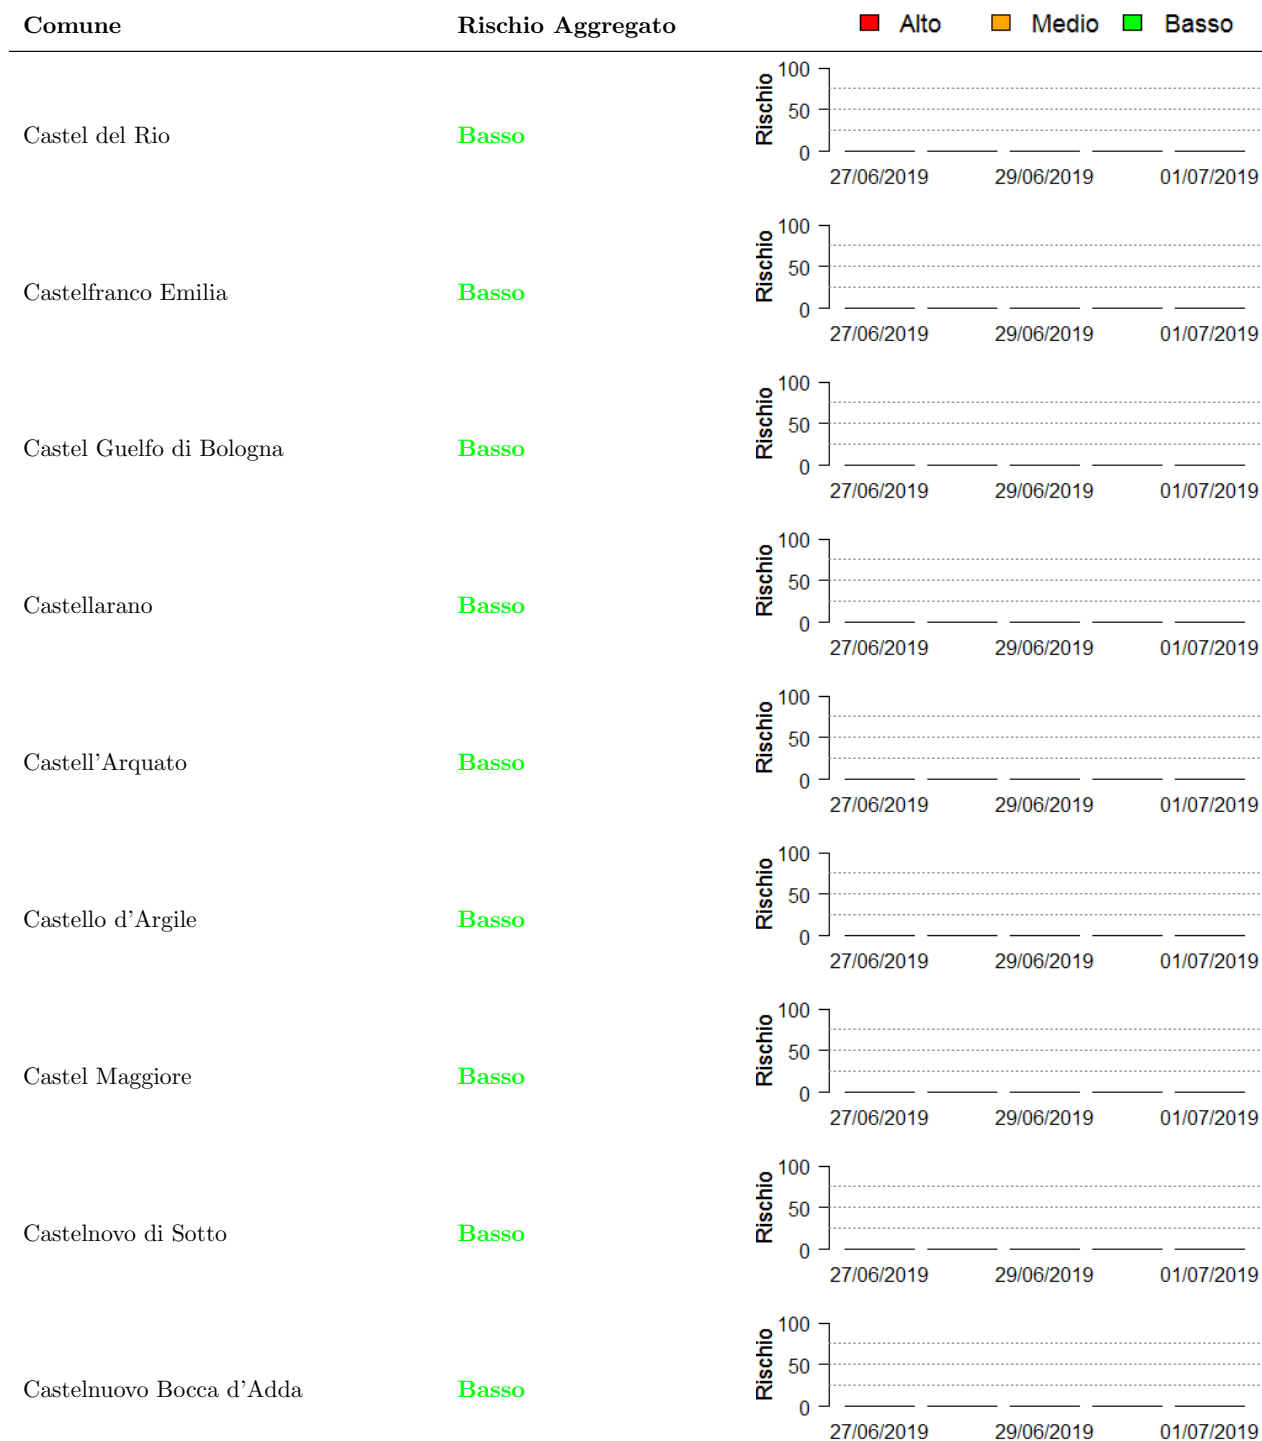 Comune Rischio Aggregato Alto Medio Basso
Castel del Rio Basso
Rischio
100
50
0
27/06/2019 29/06/2019 01/07/2019
Castelfranco Emilia Basso
Rischio
100
50
0
27/06/2019 29/06/2019 01/07/2019
Castel Guelfo di Bologna Basso
Rischio
100
50
0
27/06/2019 29/06/2019 01/07/2019
Castellarano Basso
Rischio
100
50
0
27/06/2019 29/06/2019 01/07/2019
Castell'Arquato Basso
Rischio
100
50
0
27/06/2019 29/06/2019 01/07/2019
Castello d'Argile Basso
Rischio
100
50
0
27/06/2019 29/06/2019 01/07/2019
Castel Maggiore Basso
Rischio
100
50
0
27/06/2019 29/06/2019 01/07/2019
Castelnovo di Sotto Basso
Rischio
100
50
0
27/06/2019 29/06/2019 01/07/2019
Castelnuovo Bocca d'Adda Basso
Rischio
100
50
0
27/06/2019 29/06/2019 01/07/2019